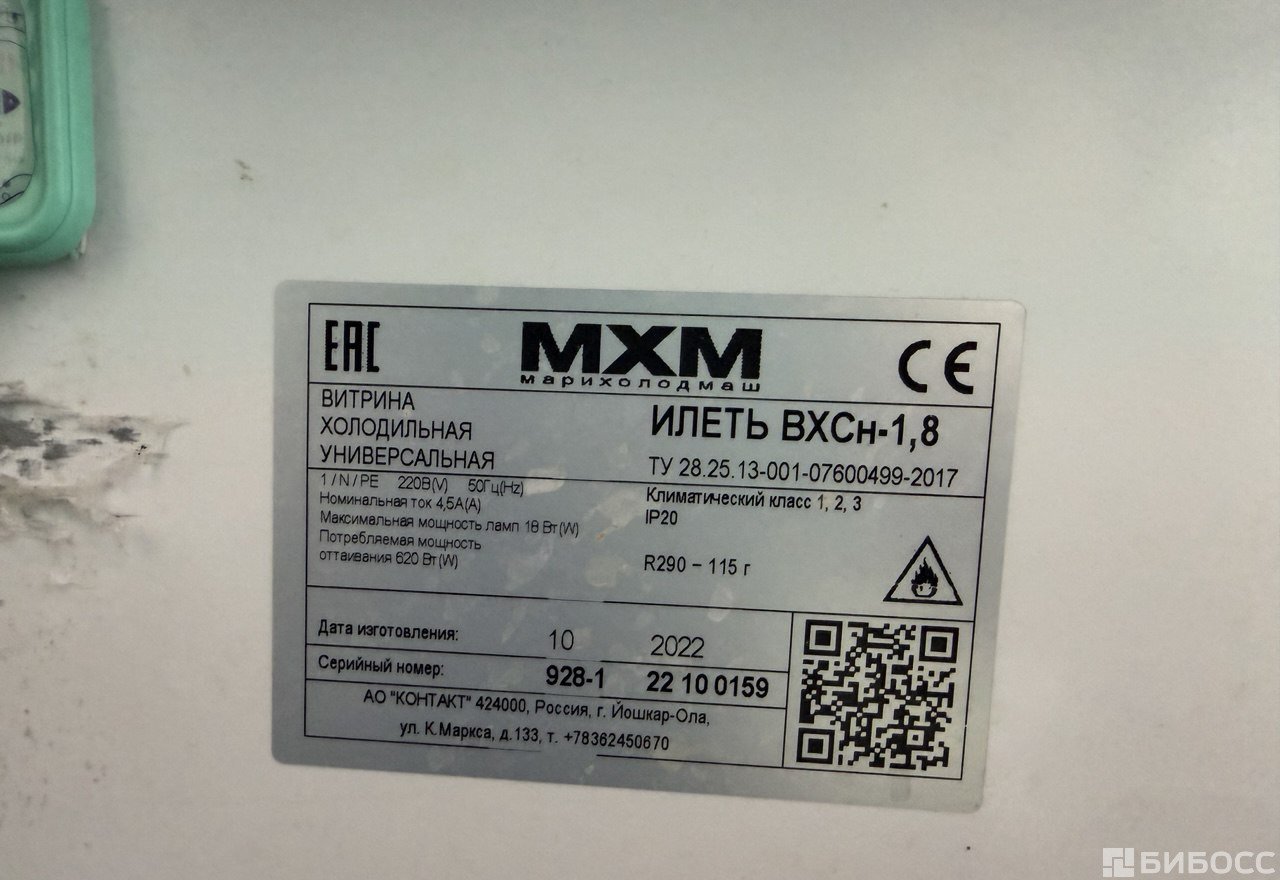 ЕАС
МХМ
марихолодмаш
CE
ВИТРИНА
ХОЛОДИЛЬНАЯ
УНИВЕРСАЛЬНАЯ
ИЛЕТЬ ВХСн-1,8
ТУ 28.25.13-001-07600499-2017
1 / N / PE 220В(V) 50Гц(Hz)
Номинальная ток 4,5А(А)
Максимальная мощность ламп 18 Вт(W)
Потребляемая мощность
оттаивания 620 Вт(W)
Климатический класс 1, 2, 3
IP20
R290 – 115 г
Дата изготовления: 10 2022
Серийный номер: 928-1 22 10 0159
АО "КОНТАКТ" 424000, Россия, г. Йошкар-Ола,
ул. К.Маркса, д.133, т. +78362450670
БИБОСС